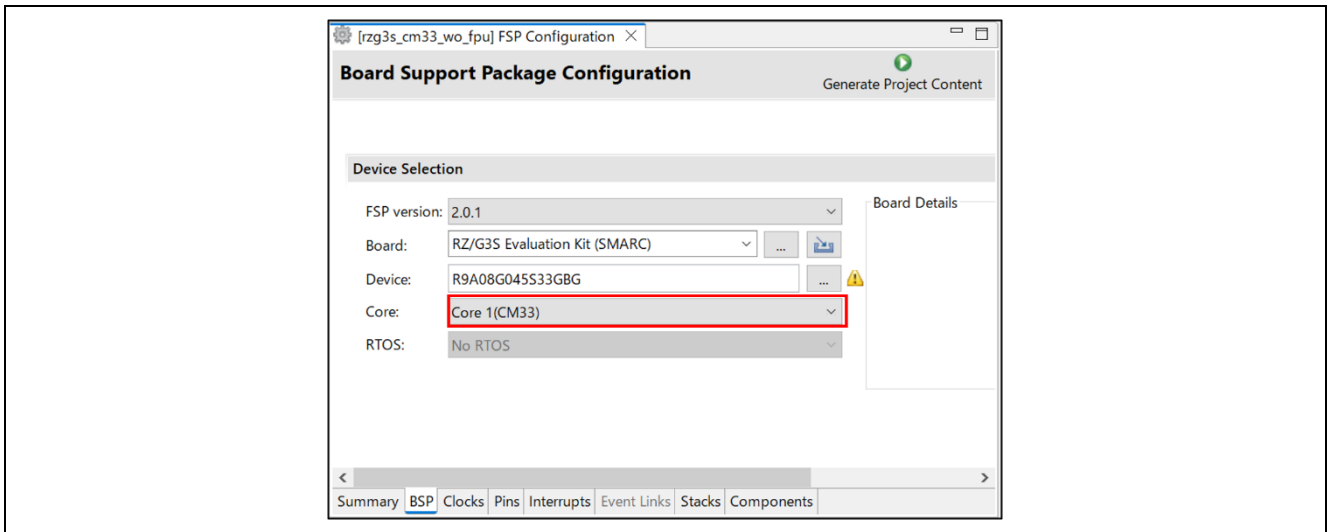 [rzg3s_cm33_wo_fpu] FSP Configuration
Board Support Package Configuration
Generate Project Content
Device Selection
FSP version: 2.0.1
Board Details
Board: RZ/G3S Evaluation Kit (SMARC) ...
Device: R9A08G045S33GBG ...
Core: Core 1(CM33)
RTOS: No RTOS
Summary BSP Clocks Pins Interrupts Event Links Stacks Components